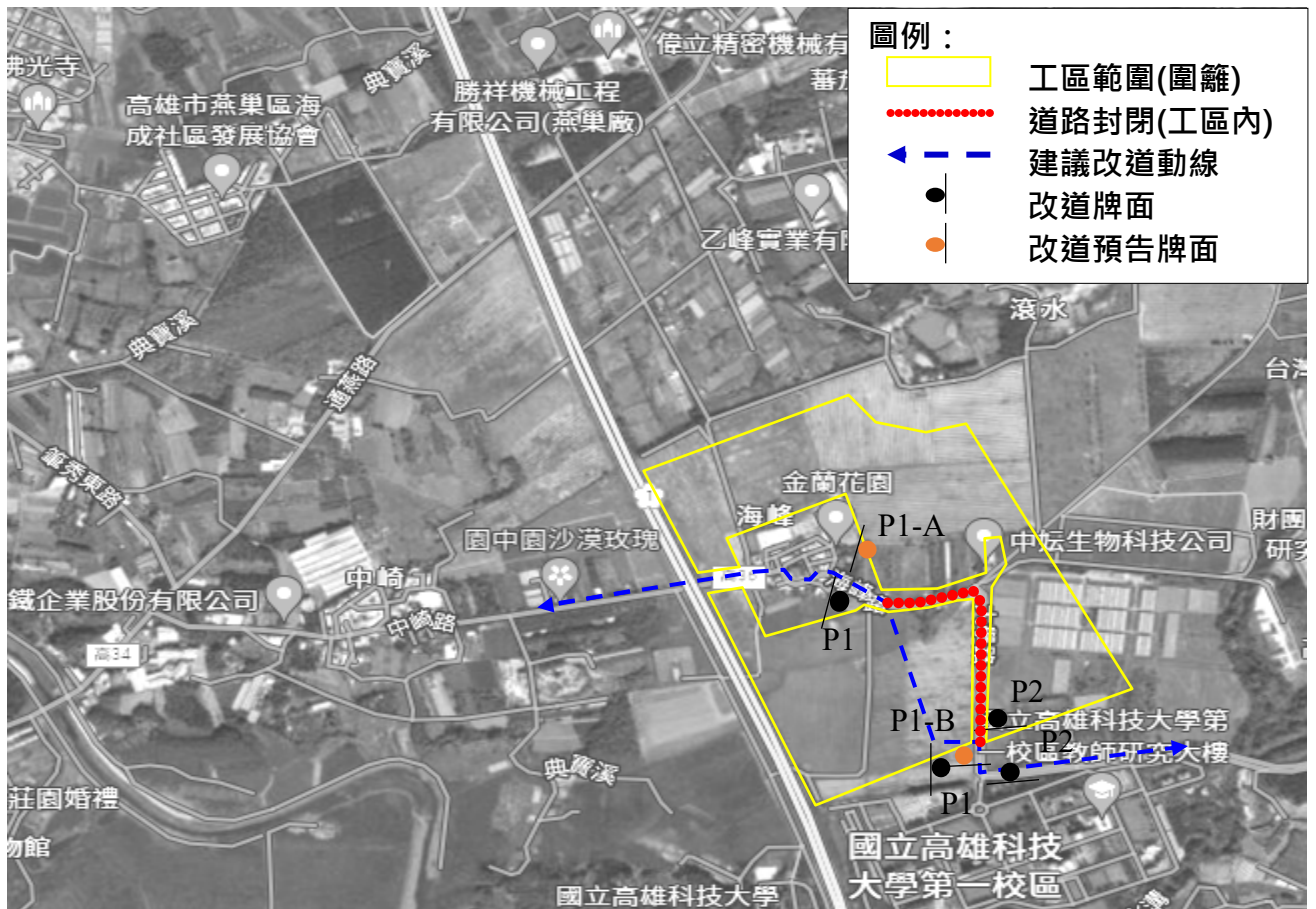 圖例：
工區範圍(圍籬)
道路封閉(工區內)
建議改道動線
改道牌面
改道預告牌面
佛光寺
典寶溪
高雄市燕巢區海
成社區發展協會
勝祥機械工程
有限公司(燕巢廠)
偉立精密機械有
乙峰實業有限
滾水
典寶溪
通燕路
筆秀東路
台灣
1
金蘭花園
海峰
P1-A
園中園沙漠玫瑰
中坛生物科技公司
財團
研究
中崎
鐵企業股份有限公司
中崎路
高34
P1
P1-B
P2
國立高雄科技大學第
一校區教師研究大樓
P2
P1
典寶溪
莊園婚禮
物館
國立高雄科技
大學第一校區
國立高雄科技大學